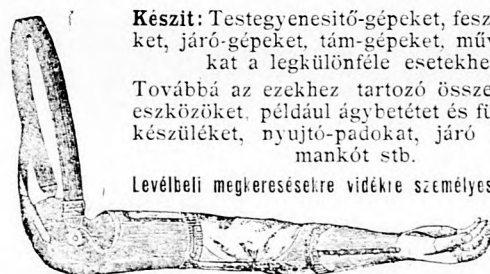 Készit: Testegyenesitő-gépeket, fesz
ket, járó-gépeket, tám-gépeket, mű
kat a legkülönféle esetekhe
Továbbá az ezekhez tartozó össze
eszközöket, például ágybetétet és fü
készüléket, nyujtó-padokat, járó
mankót stb.
Levélbeli megkeresésekre vidékre személyes